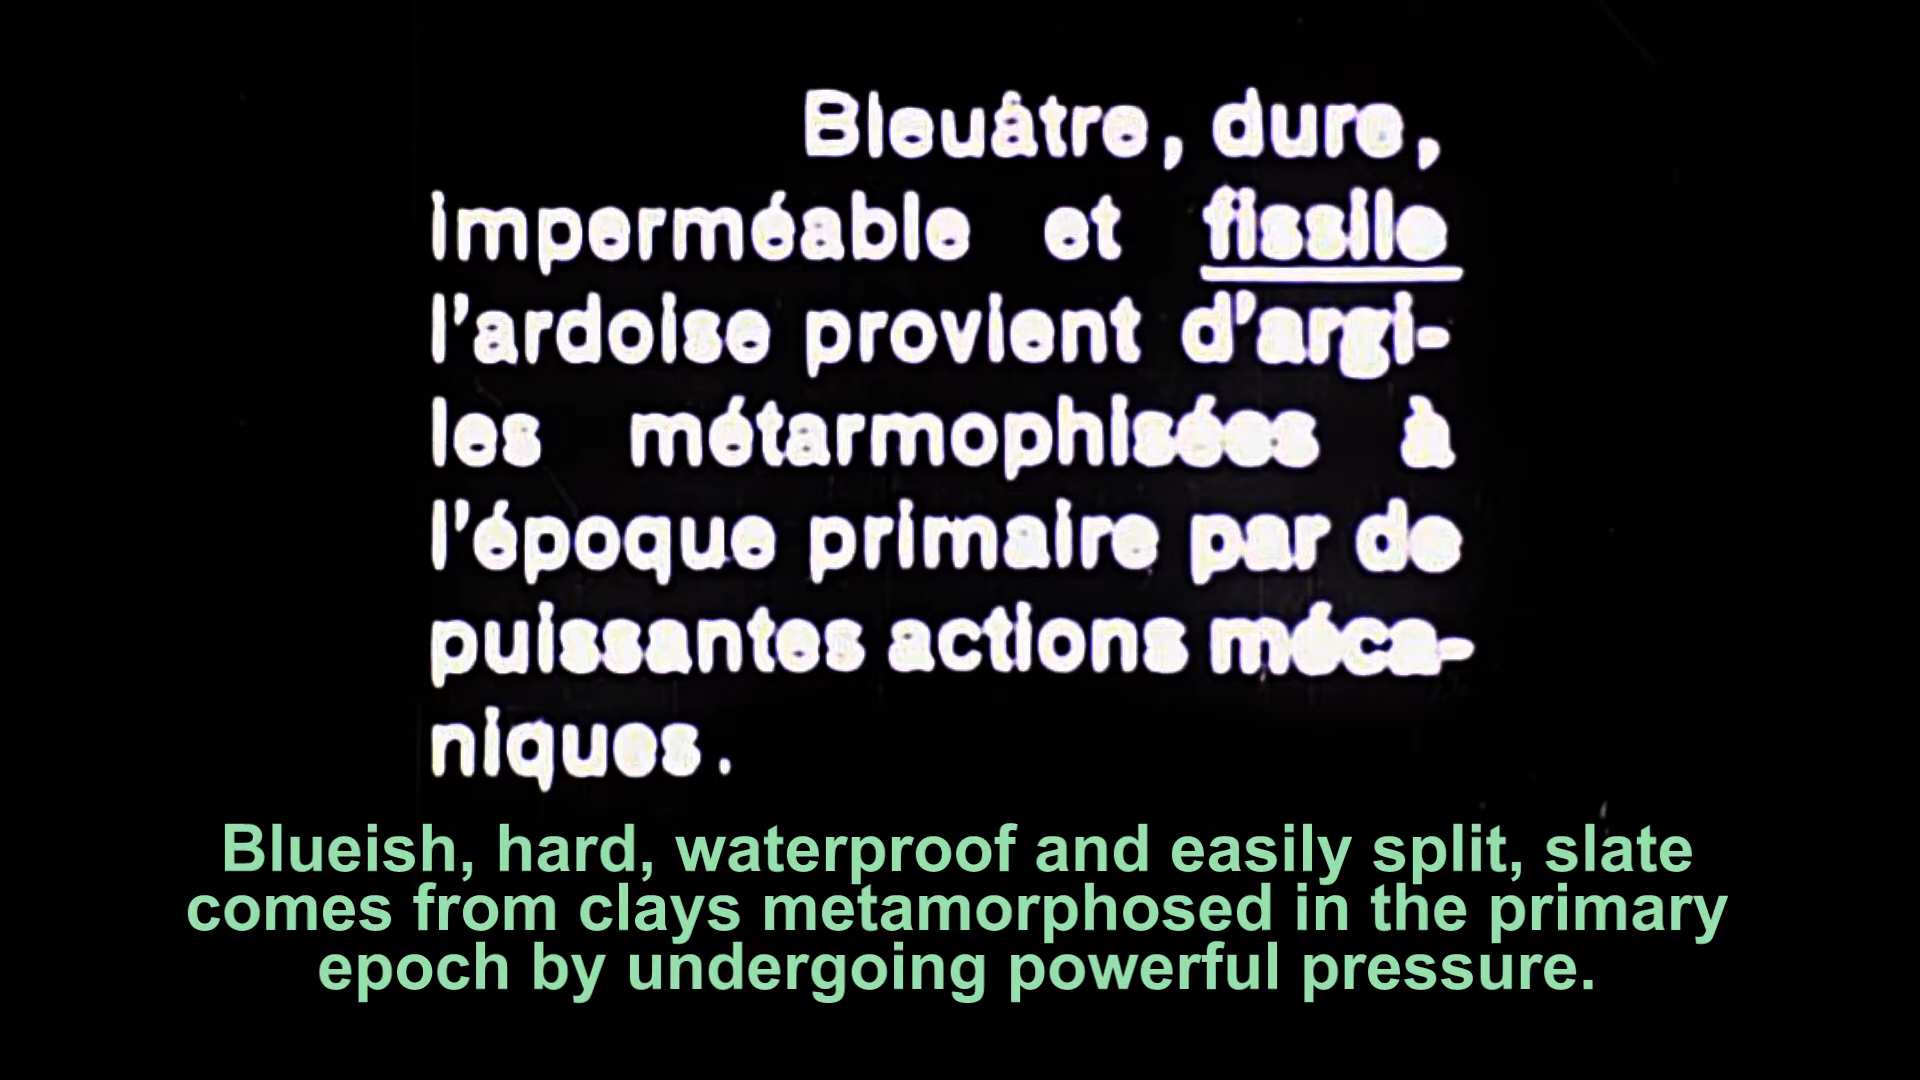 Bleuâtre, dure,
imperméable et fissile
l'ardoise provient d'argi-
les métarmophisées à
l'époque primaire par de
puissantes actions méca-
niques.
Blueish, hard, waterproof and easily split, slate
comes from clays metamorphosed in the primary
epoch by undergoing powerful pressure.